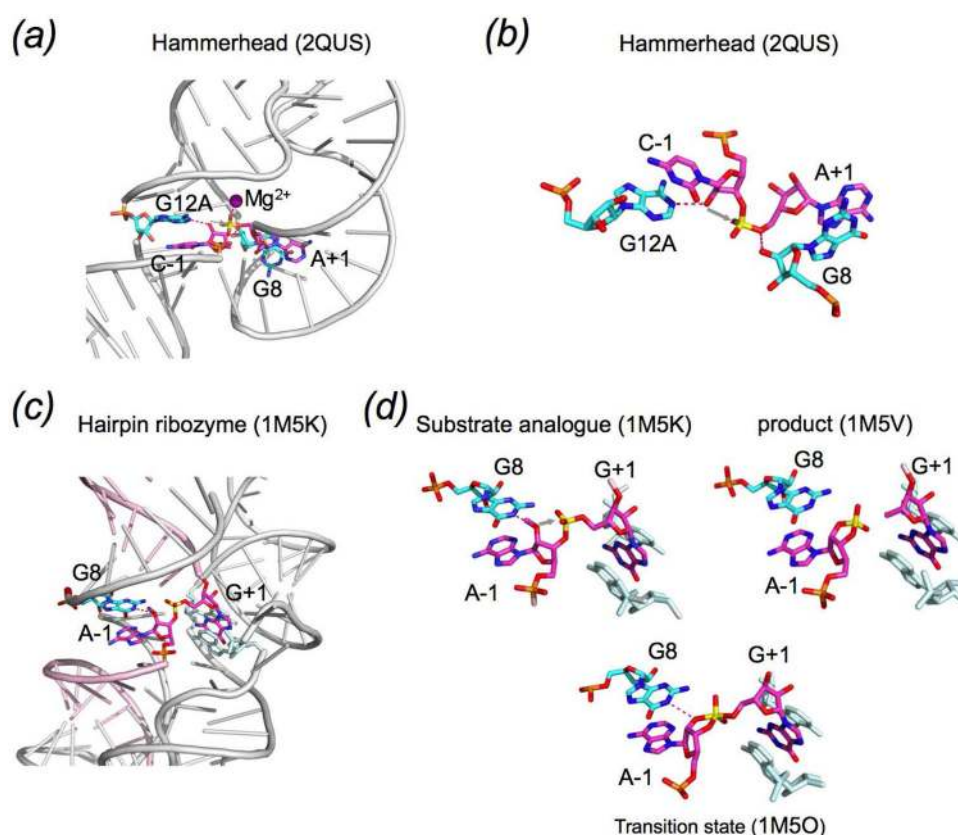 (a)
Hammerhead (2QUS)
G12A
Mg2+
C-1
A+1
G8
(b)
Hammerhead (2QUS)
C-1
A+1
G12A
G8
(c)
Hairpin ribozyme (1M5K)
G8
G+1
A-1
(d)
Substrate analogue (1M5K)
product (1M5V)
G8
G+1
A-1
G8
G+1
A-1
G8
G+1
A-1
Transition state (1M5O)